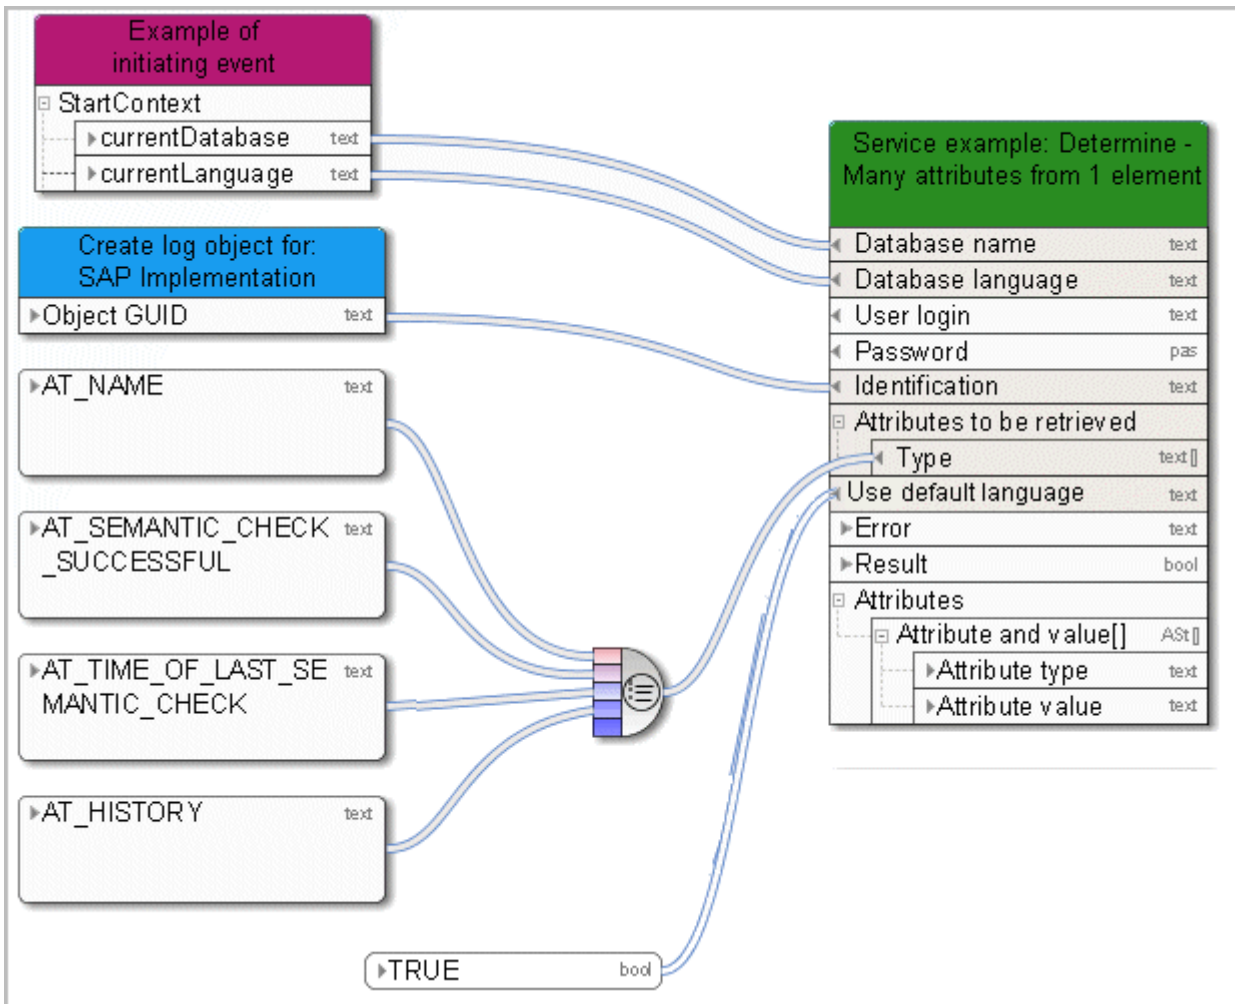 Example of
initiating event
StartContext
currentDatabase text
currentLanguage text
Create log object for:
SAP Implementation
Object GUID text
AT_NAME text
AT_SEMANTIC_CHECK text
_SUCCESSFUL
AT_TIME_OF_LAST_SE text
MANTIC_CHECK
AT_HISTORY text
TRUE bool
Service example: Determine -
Many attributes from 1 element
Database name text
Database language text
User login text
Password pas
Identification text
Attributes to be retrieved
Type text[]
Use default language text
Error text
Result bool
Attributes
Attribute and value[] ASt[]
Attribute type text
Attribute value text